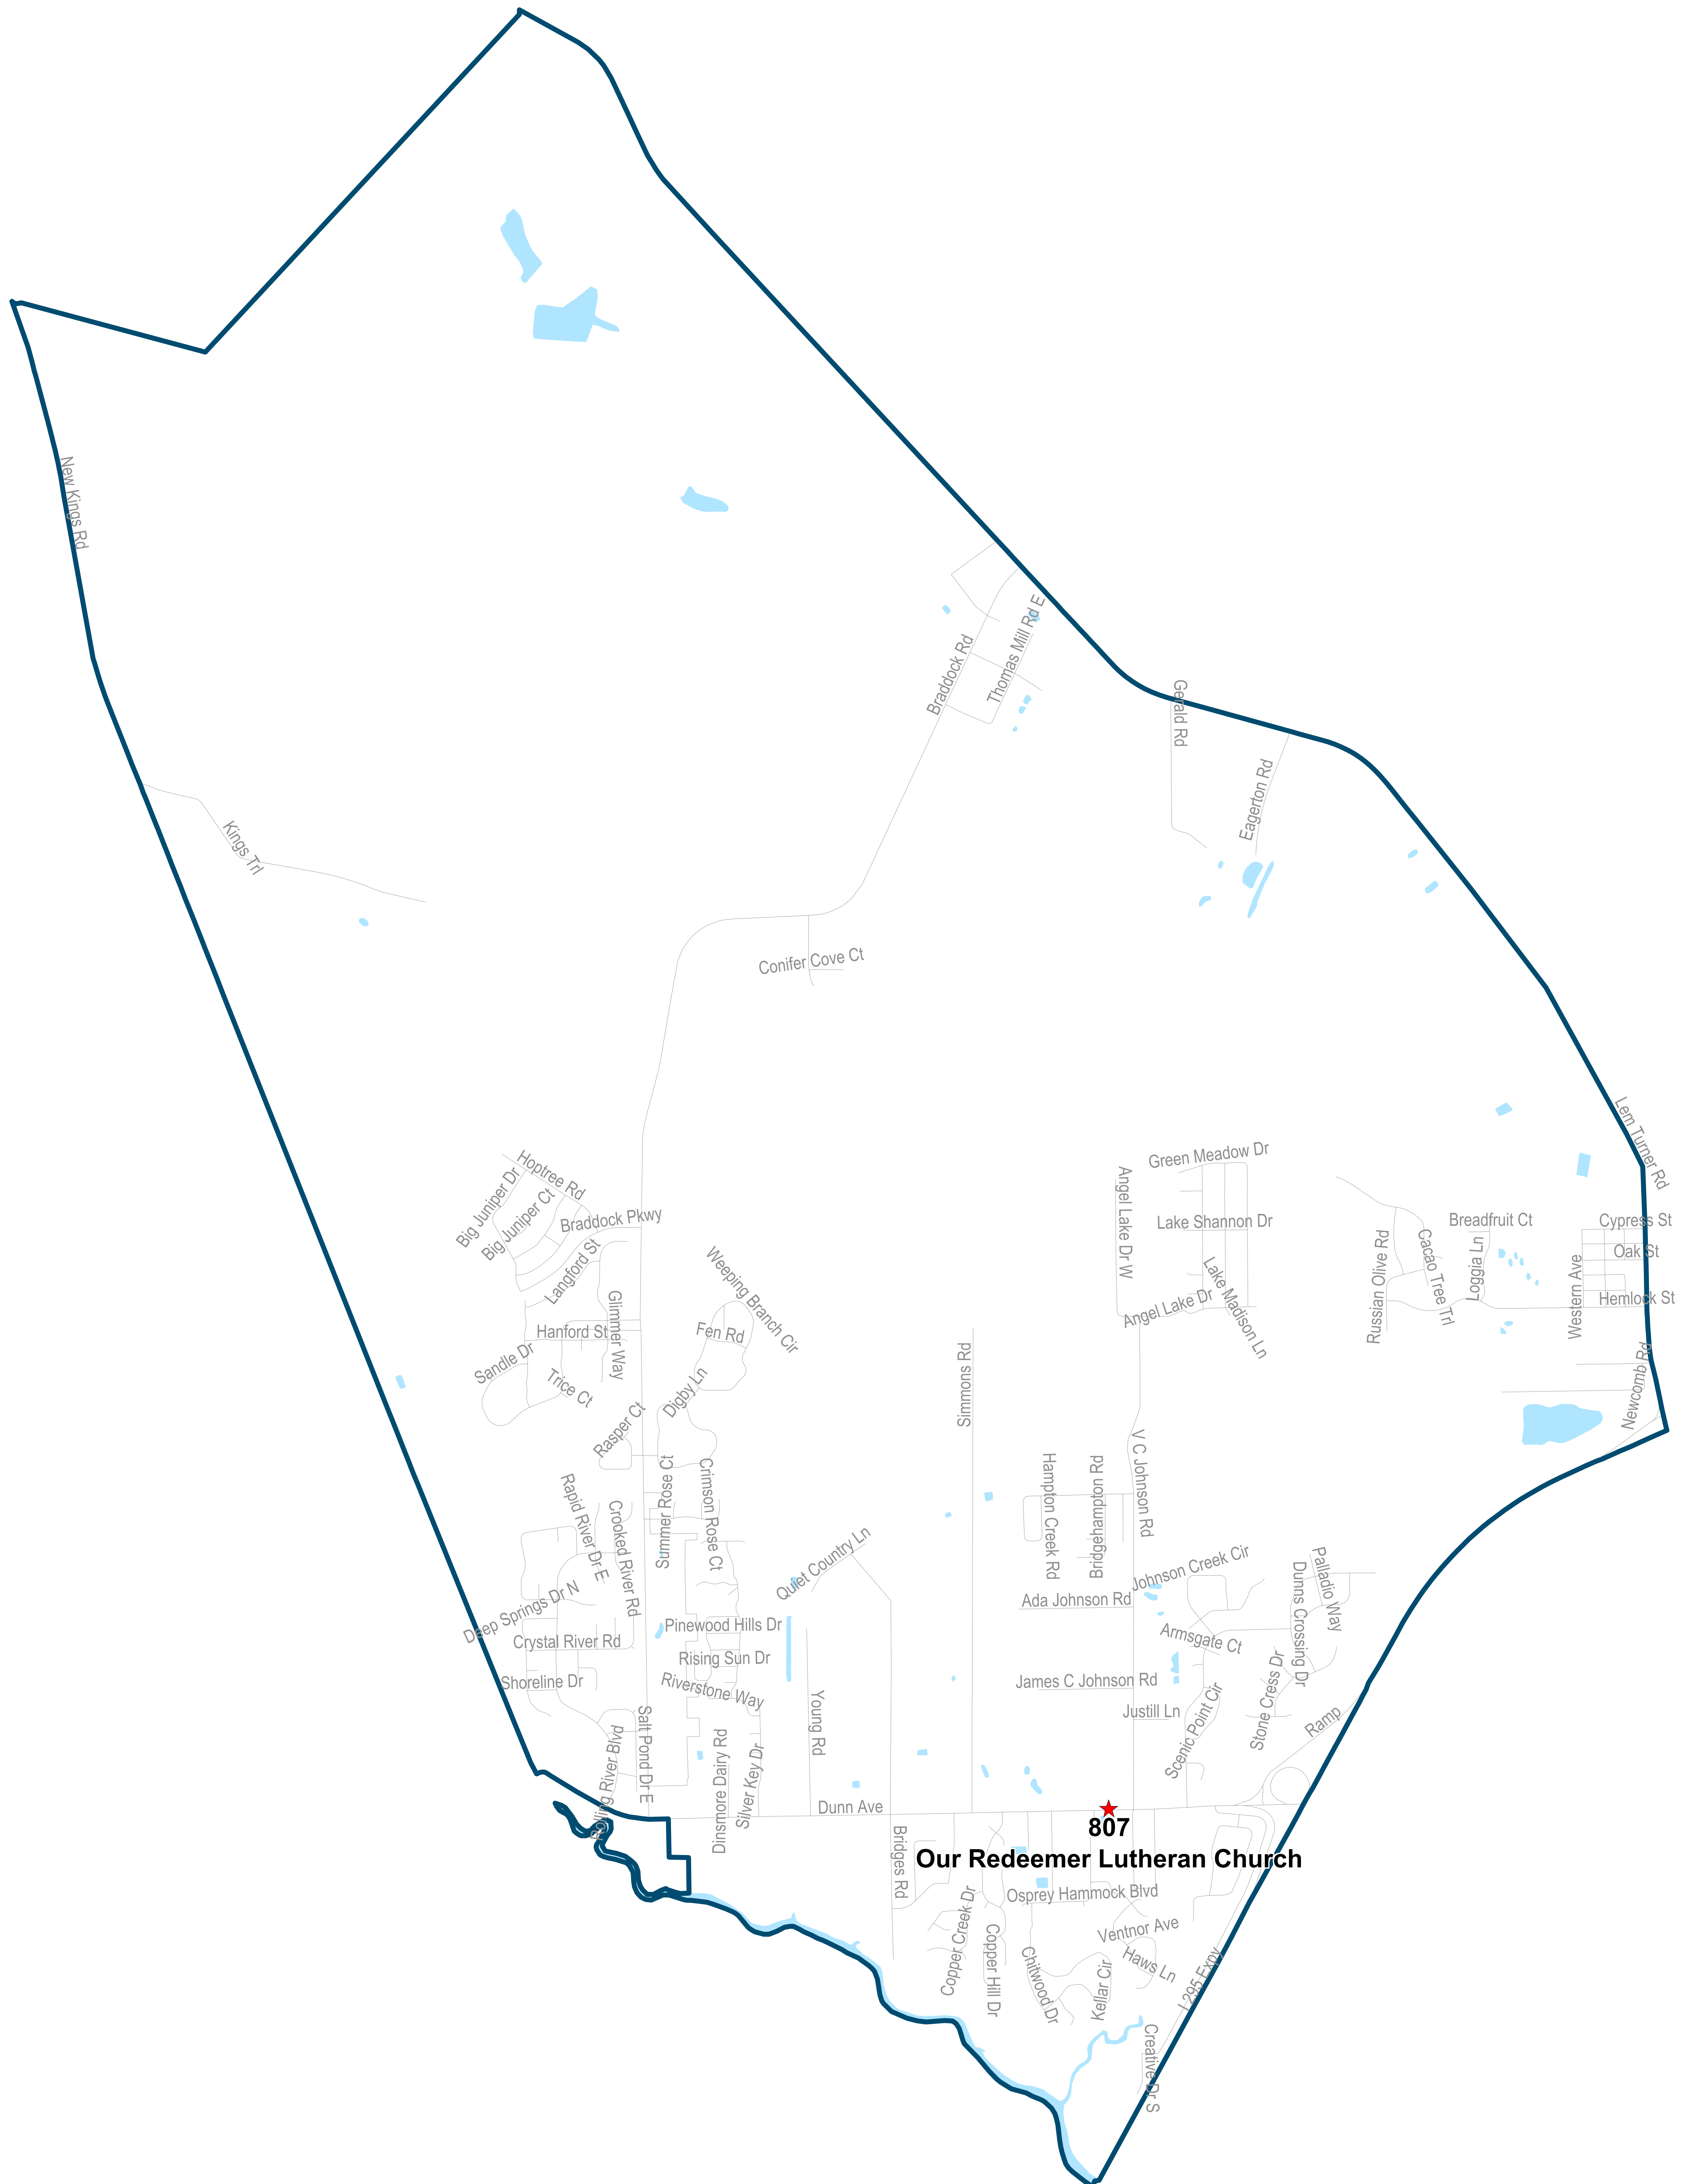 New Kings Rd
Braddock Rd
Thomas Mill Rd E
Gerald Rd
Eagerton Rd
Kings Trl
Conifer Cove Ct
Lem Turner Rd
Hoptree Rd
Big Juniper Dr
Big Juniper Ct
Braddock Pkwy
Langford St
Glimmer Way
Hanford St
Sandle Dr
Trice Ct
Weeping Branch Cir
Fen Rd
Digby Ln
Rasper Ct
Green Meadow Dr
Angel Lake Dr W
Lake Shannon Dr
Lake Madison Ln
Angel Lake Dr
Russian Olive Rd
Cacao Tree Trl
Loggia Ln
Breadfruit Ct
Western Ave
Cypress St
Oak St
Hemlock St
Newcomb Rd
Simmons Rd
Rapid River Dr E
Crooked River Rd
Summer Rose Ct
Crimson Rose Ct
Hampton Creek Rd
Bridgehampton Rd
V C Johnson Rd
Quiet Country Ln
Deep Springs Dr N
Crystal River Rd
Shoreline Dr
Pinewood Hills Dr
Rising Sun Dr
Riverstone Way
Ada Johnson Rd
Johnson Creek Cir
Palladio Way
Dunns Crossing Dr
Armsgate Ct
James C Johnson Rd
Justill Ln
Scenic Point Cir
Stone Cress Dr
Ramp
Rolling River Blvd
Salt Pond Dr E
Dinsmore Dairy Rd
Silver Key Dr
Young Rd
Dunn Ave
807
Our Redeemer Lutheran Church
Bridges Rd
Osprey Hammock Blvd
Copper Creek Dr
Copper Hill Dr
Chitwood Dr
Ventnor Ave
Haws Ln
Kellar Cir
I-295 Expy
Creative Dr S